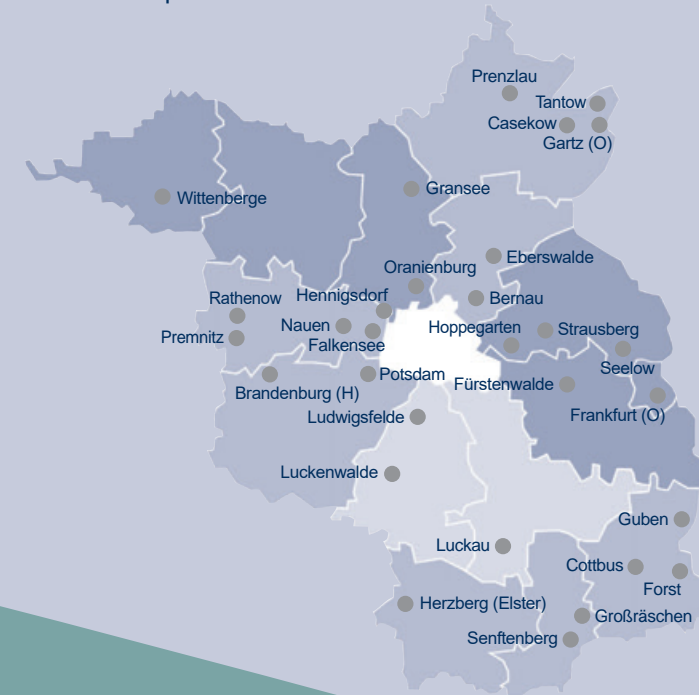 Prenzlau
Tantow
Casekow
Gartz (O)
Gransee
Wittenberge
Eberswalde
Oranienburg
Rathenow
Hennigsdorf
Bernau
Nauen
Hoppegarten
Strausberg
Premnitz
Falkensee
Seelow
Potsdam
Fürstenwalde
Brandenburg (H)
Ludwigsfelde
Frankfurt (O)
Luckenwalde
Guben
Luckau
Cottbus
Forst
Herzberg (Elster)
Großräschen
Senftenberg